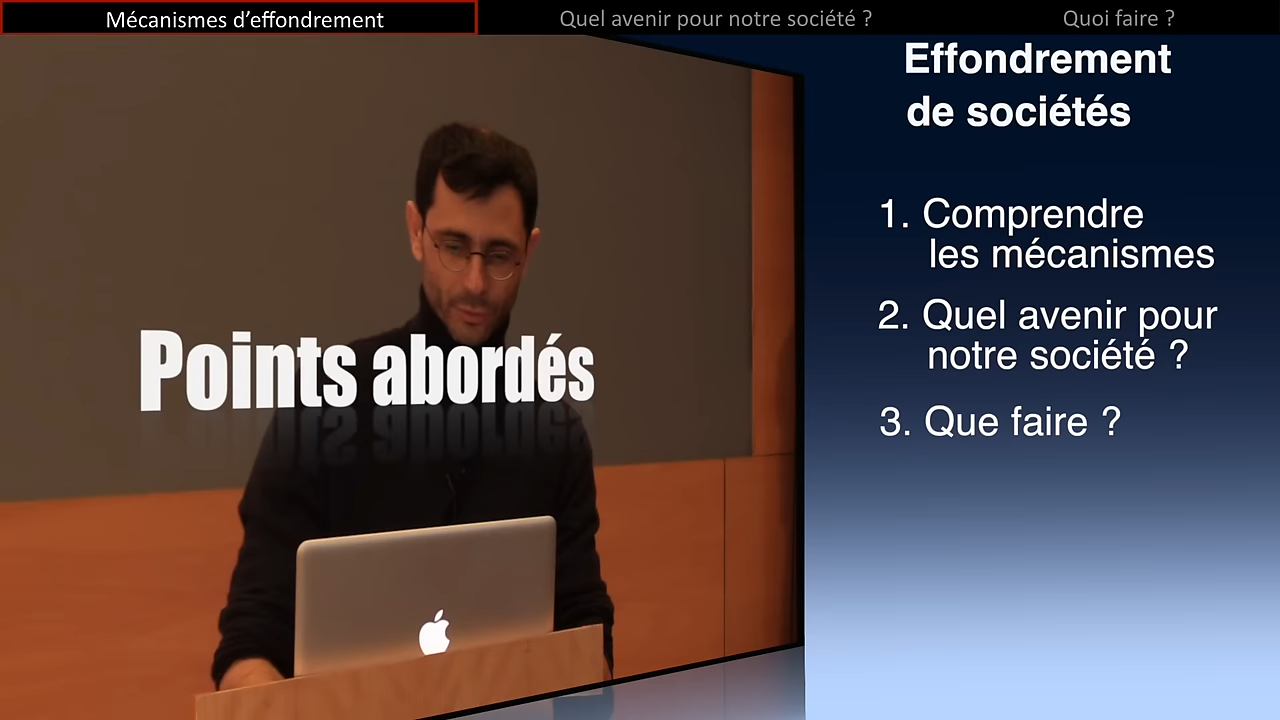 Mécanismes d’effondrement
Quel avenir pour notre société ?
Quoi faire ?
Effondrement
de sociétés
1. Comprendre
les mécanismes
2. Quel avenir pour
notre société ?
3. Que faire ?
Points abordés